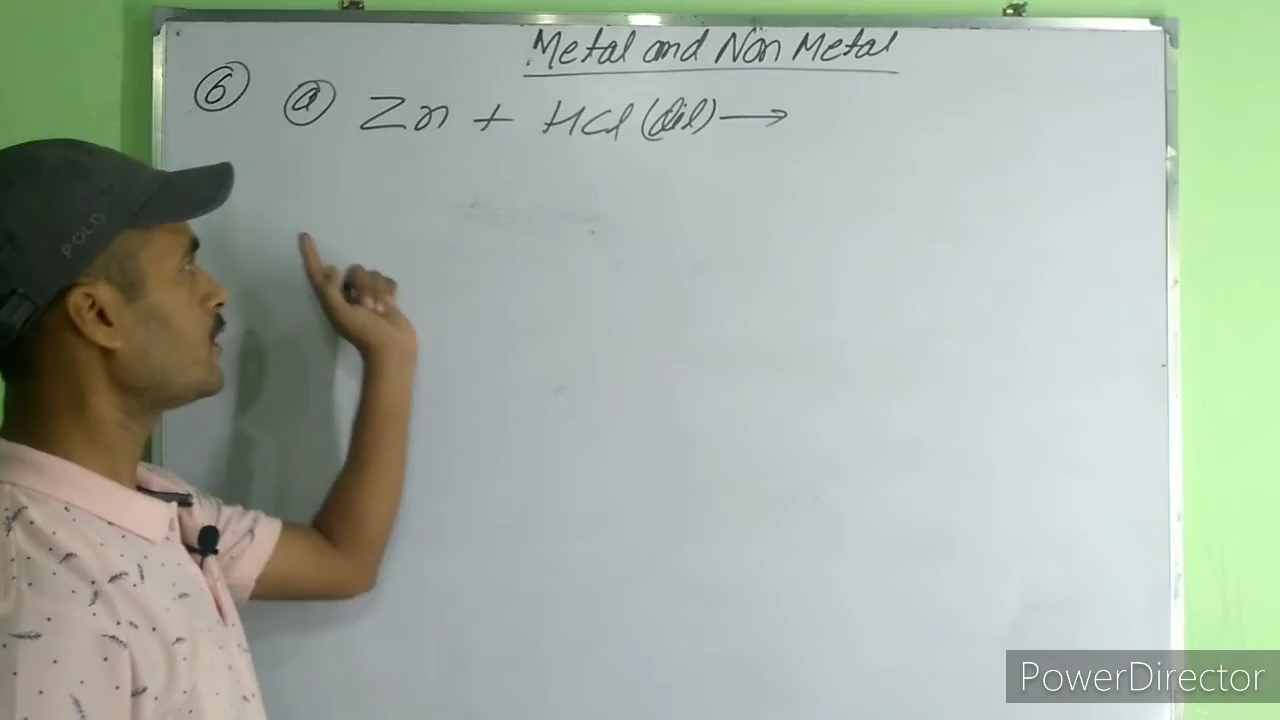 Metal and Non Metal
6 a Zn + HCl (dil) →
POLO
PowerDirector